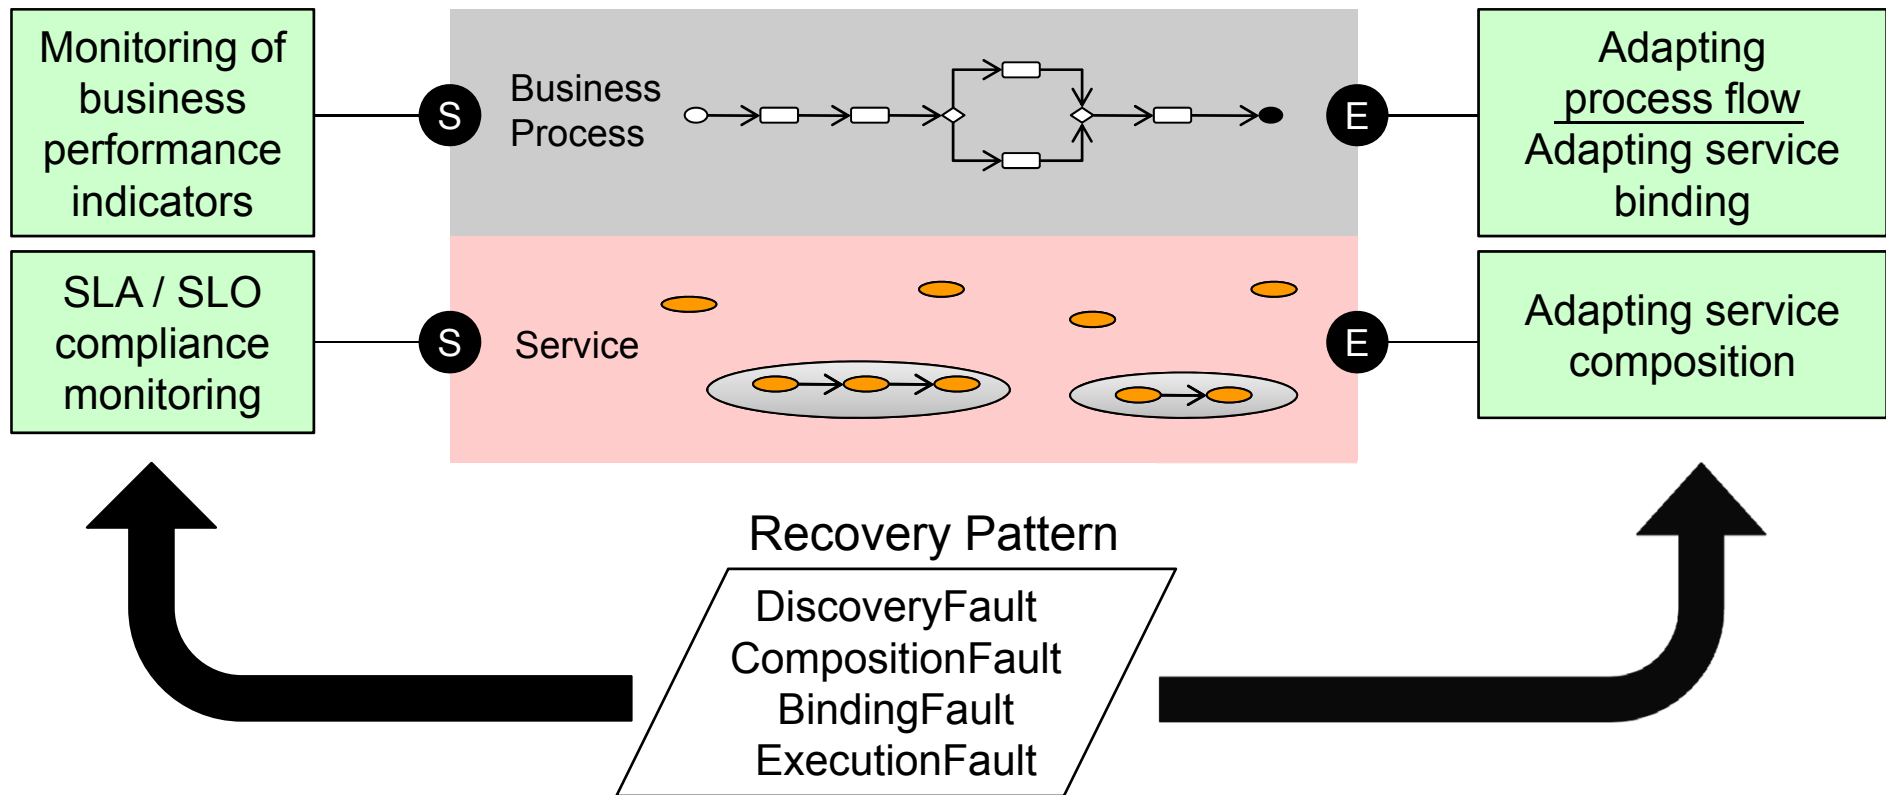 Monitoring of
business
performance
indicators
S
Business
Process
E
Adapting
process flow
Adapting service
binding
SLA / SLO
compliance
monitoring
S
Service
E
Adapting service
composition
Recovery Pattern
DiscoveryFault
CompositionFault
BindingFault
ExecutionFault